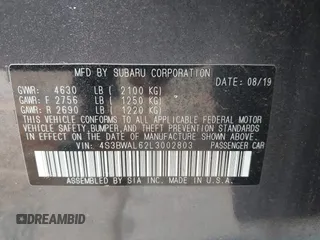 MFD BY SUBARU CORPORATION
DATE: 08/19
GVWR: 4630 LB ( 2100 KG)
GAWR: F 2756 LB ( 1250 KG)
GAWR: R 2690 LB ( 1220 KG)
THIS VEHICLE CONFORMS TO ALL APPLICABLE FEDERAL MOTOR
VEHICLE SAFETY, BUMPER, AND THEFT PREVENTION STANDARDS
IN EFFECT ON THE DATE OF MANUFACTURE SHOWN ABOVE.
VIN: 4S3BWAL62L3002803 PASSENGER CAR
MFD BY SIA INC. MADE IN U.S.A.
DREAMBID